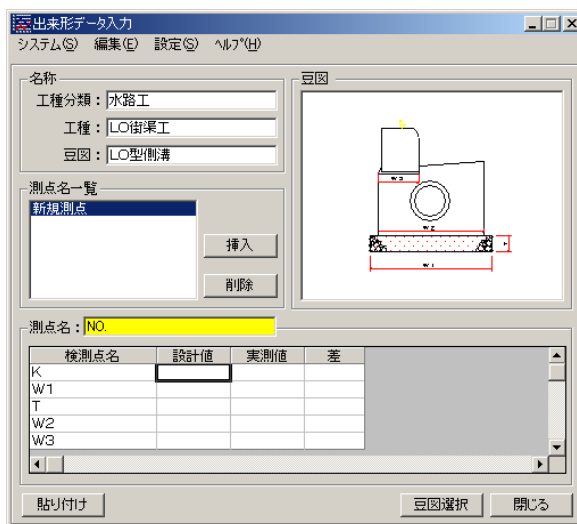 出来形データ入力
システム(S) 編集(E) 設定(S) ﾍﾙﾌﾟ(H)
名称
工種分類：水路工
工種：LO街渠工
豆図：LO型側溝
測点名一覧
新規測点
挿入
削除
豆図
W3
W2
W1
測点名：NO.
検測点名 設計値 実測値 差
K
W1
T
W2
W3
貼り付け 豆図選択 閉じる